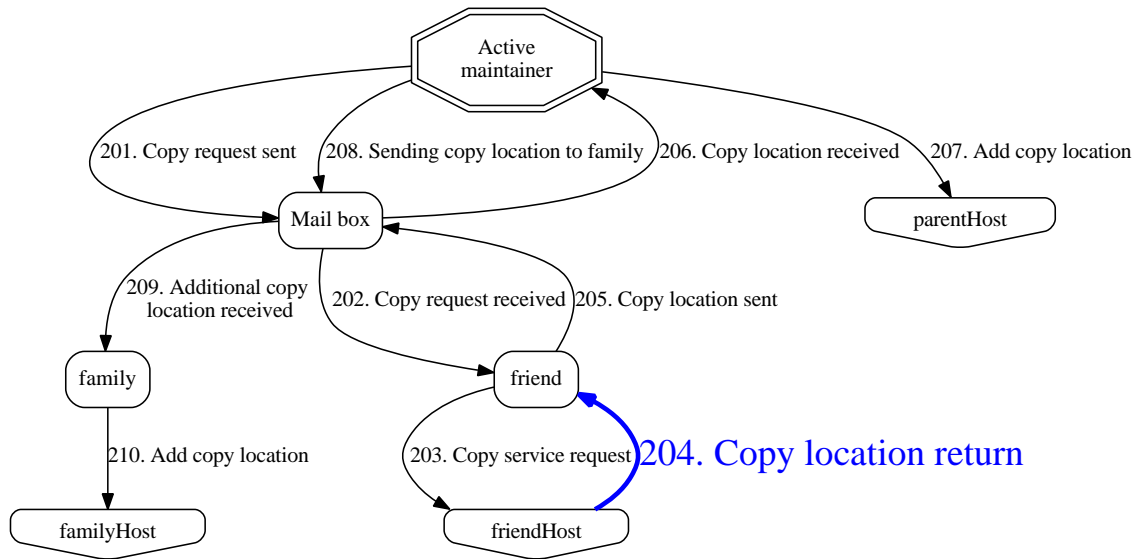 Active
maintainer
201. Copy request sent
208. Sending copy location to family
206. Copy location received
207. Add copy location
Mail box
parentHost
209. Additional copy
location received
202. Copy request received
205. Copy location sent
family
friend
210. Add copy location
203. Copy service request
204. Copy location return
familyHost
friendHost